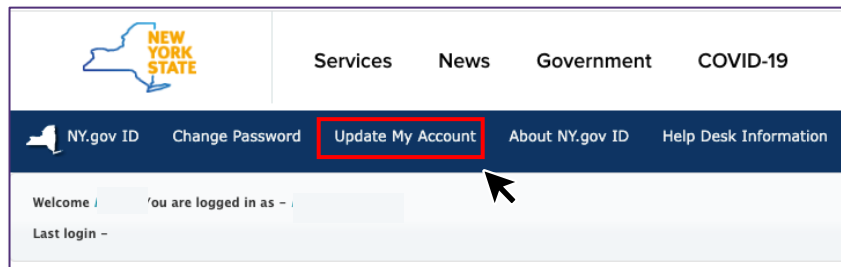 NEW
YORK
STATE
Services News Government COVID-19
NY.gov ID Change Password Update My Account About NY.gov ID Help Desk Information
Welcome You are logged in as –
Last login –